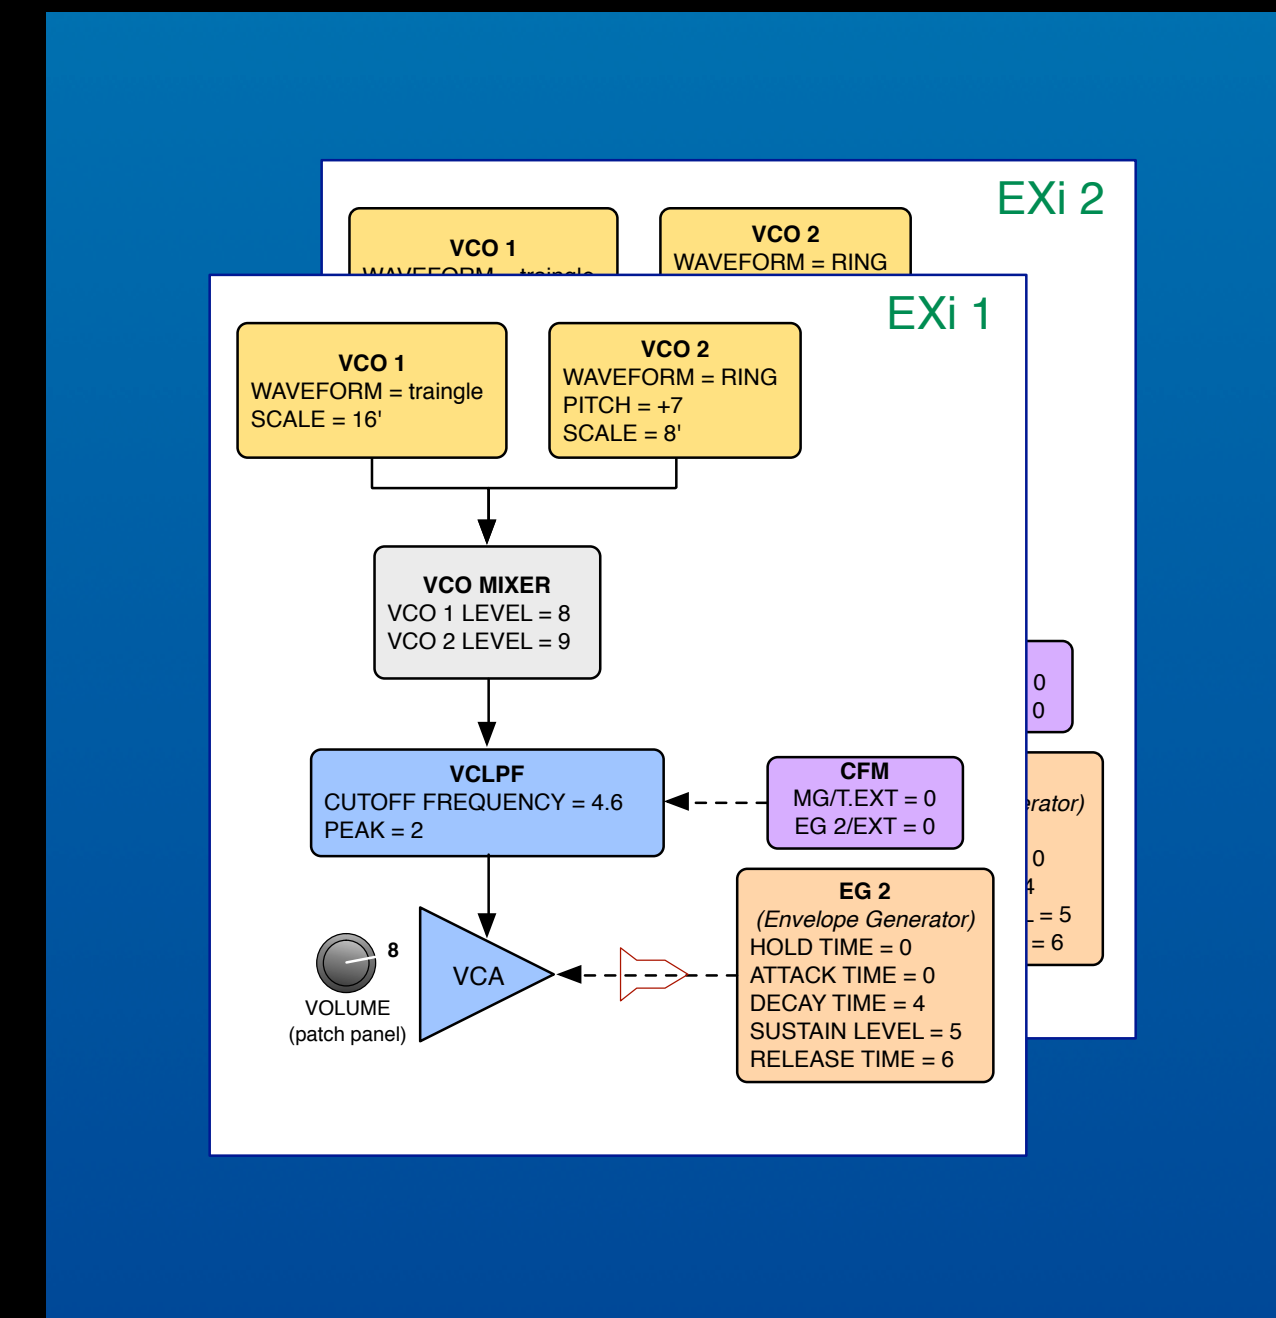 EXi 2
VCO 1
VCO 2
WAVEFORM = traingle
WAVEFORM = RING
EXi 1
VCO 1
WAVEFORM = traingle
SCALE = 16'
VCO 2
WAVEFORM = RING
PITCH = +7
SCALE = 8'
VCO MIXER
VCO 1 LEVEL = 8
VCO 2 LEVEL = 9
0
0
VCLPF
CUTOFF FREQUENCY = 4.6
PEAK = 2
CFM
MG/T.EXT = 0
EG 2/EXT = 0
rator)
0
4
= 5
= 6
EG 2
(Envelope Generator)
HOLD TIME = 0
ATTACK TIME = 0
DECAY TIME = 4
SUSTAIN LEVEL = 5
RELEASE TIME = 6
8
VCA
VOLUME
(patch panel)